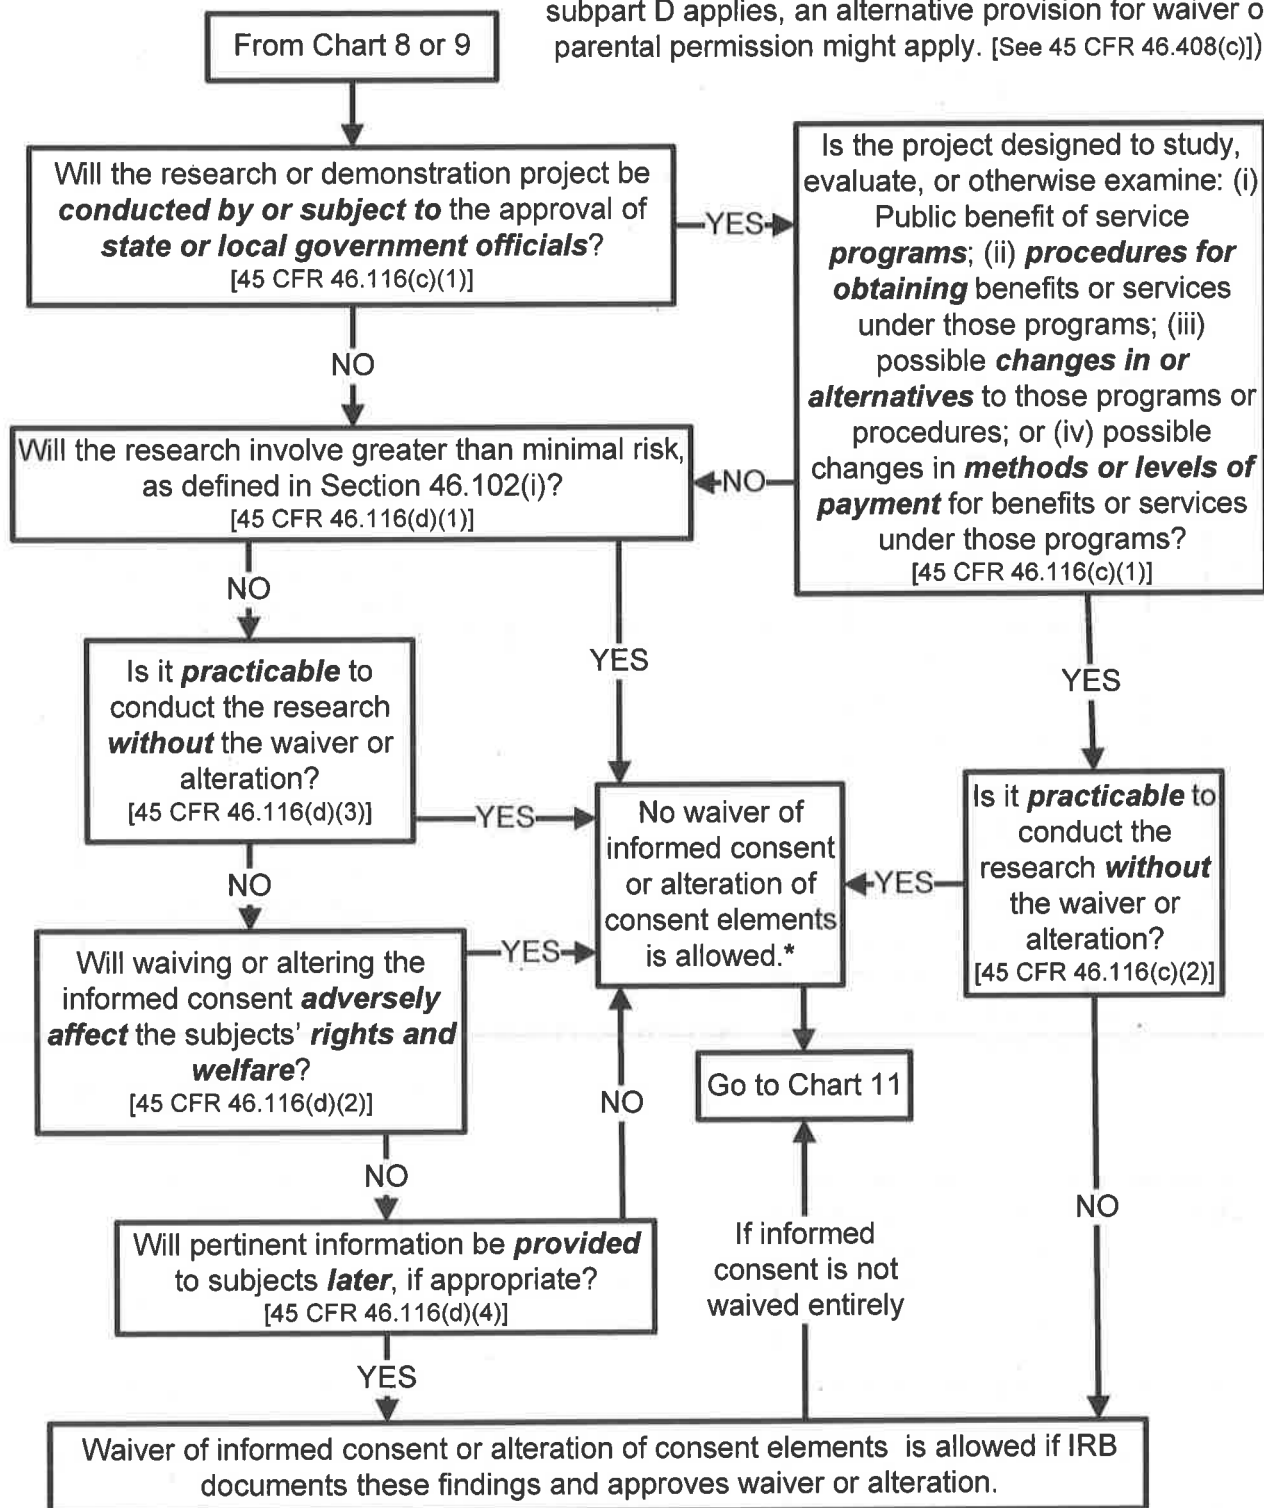 subpart D applies, an alternative provision for waiver o
parental permission might apply. [See 45 CFR 46.408(c)])
From Chart 8 or 9
Will the research or demonstration project be
conducted by or subject to the approval of
state or local government officials?
[45 CFR 46.116(c)(1)]
YES
Is the project designed to study,
evaluate, or otherwise examine: (i)
Public benefit of service
programs; (ii) procedures for
obtaining benefits or services
under those programs; (iii)
possible changes in or
alternatives to those programs or
procedures; or (iv) possible
changes in methods or levels of
payment for benefits or services
under those programs?
[45 CFR 46.116(c)(1)]
NO
Will the research involve greater than minimal risk,
as defined in Section 46.102(i)?
[45 CFR 46.116(d)(1)]
NO
NO
YES
YES
Is it practicable to
conduct the research
without the waiver or
alteration?
[45 CFR 46.116(d)(3)]
YES
No waiver of
informed consent
or alteration of
consent elements
is allowed.*
YES
Is it practicable to
conduct the
research without
the waiver or
alteration?
[45 CFR 46.116(c)(2)]
NO
Will waiving or altering the
informed consent adversely
affect the subjects' rights and
welfare?
[45 CFR 46.116(d)(2)]
YES
Go to Chart 11
NO
NO
NO
Will pertinent information be provided
to subjects later, if appropriate?
[45 CFR 46.116(d)(4)]
If informed
consent is not
waived entirely
YES
Waiver of informed consent or alteration of consent elements is allowed if IRB
documents these findings and approves waiver or alteration.